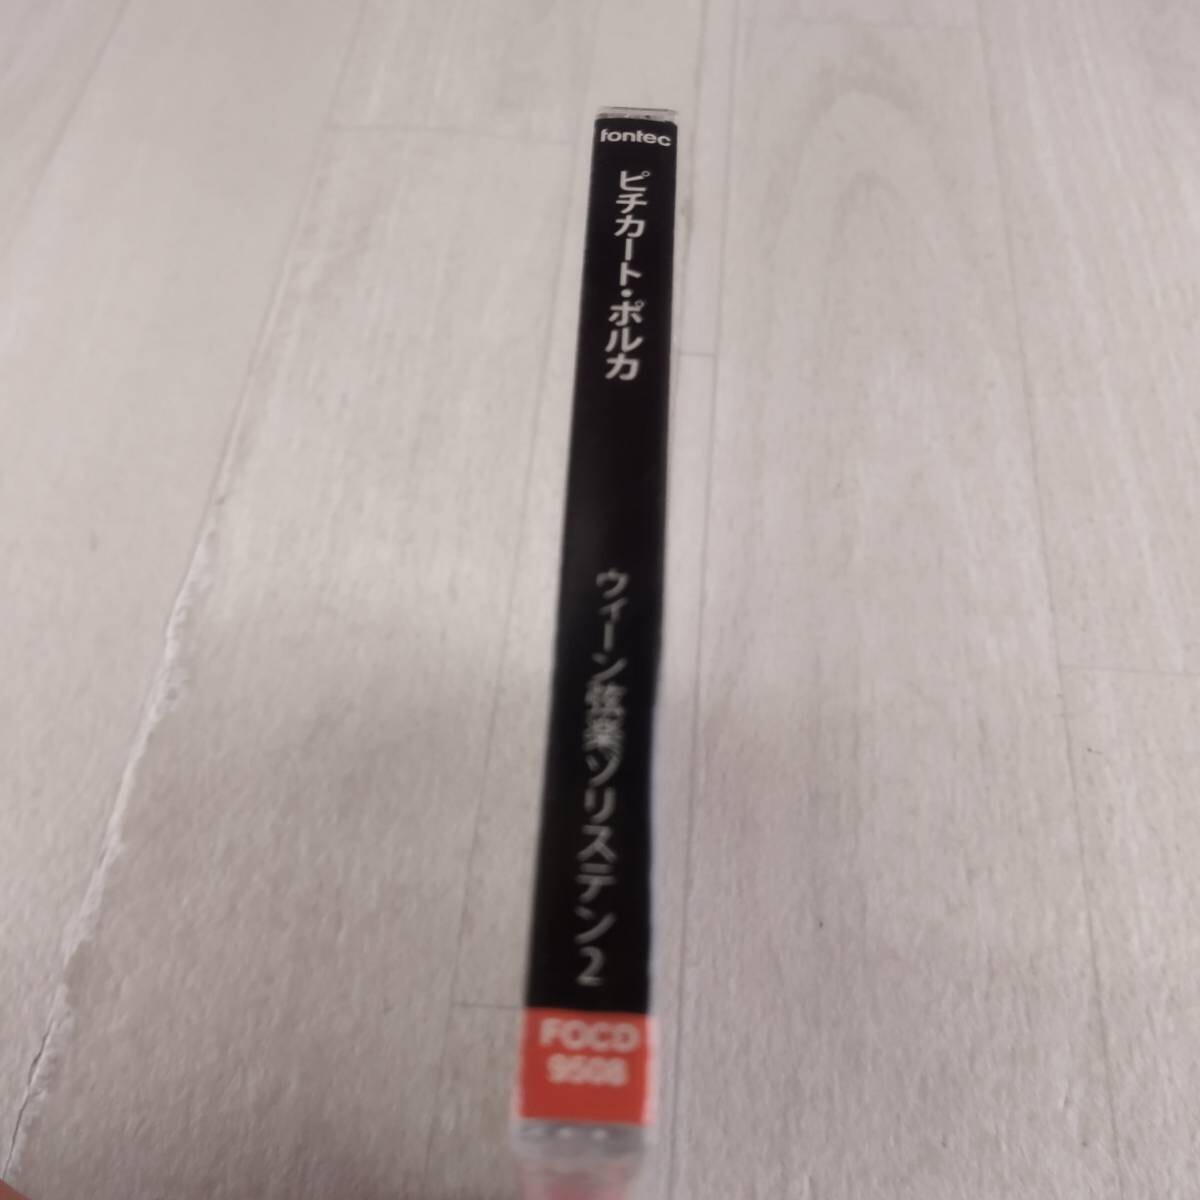 fontec
ピチカート・ポルカ
ウィーン弦楽ゾリステン2
FOCD
9508